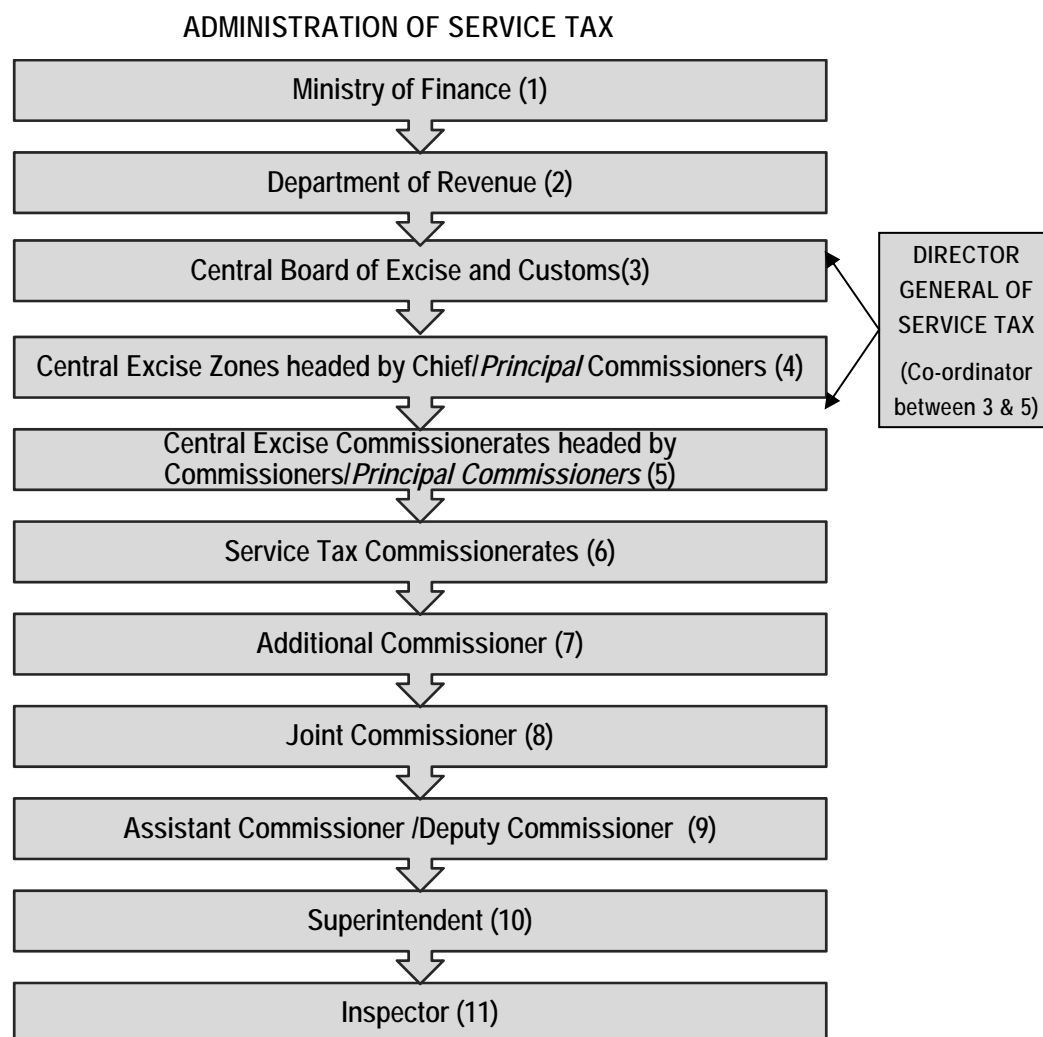 ADMINISTRATION OF SERVICE TAX
Ministry of Finance (1)
Department of Revenue (2)
Central Board of Excise and Customs(3)
Central Excise Zones headed by Chief/Principal Commissioners (4)
Central Excise Commissionerates headed by
Commissioners/Principal Commissioners (5)
Service Tax Commissionerates (6)
Additional Commissioner (7)
Joint Commissioner (8)
Assistant Commissioner /Deputy Commissioner (9)
Superintendent (10)
Inspector (11)
DIRECTOR
GENERAL OF
SERVICE TAX
(Co-ordinator
between 3 & 5)